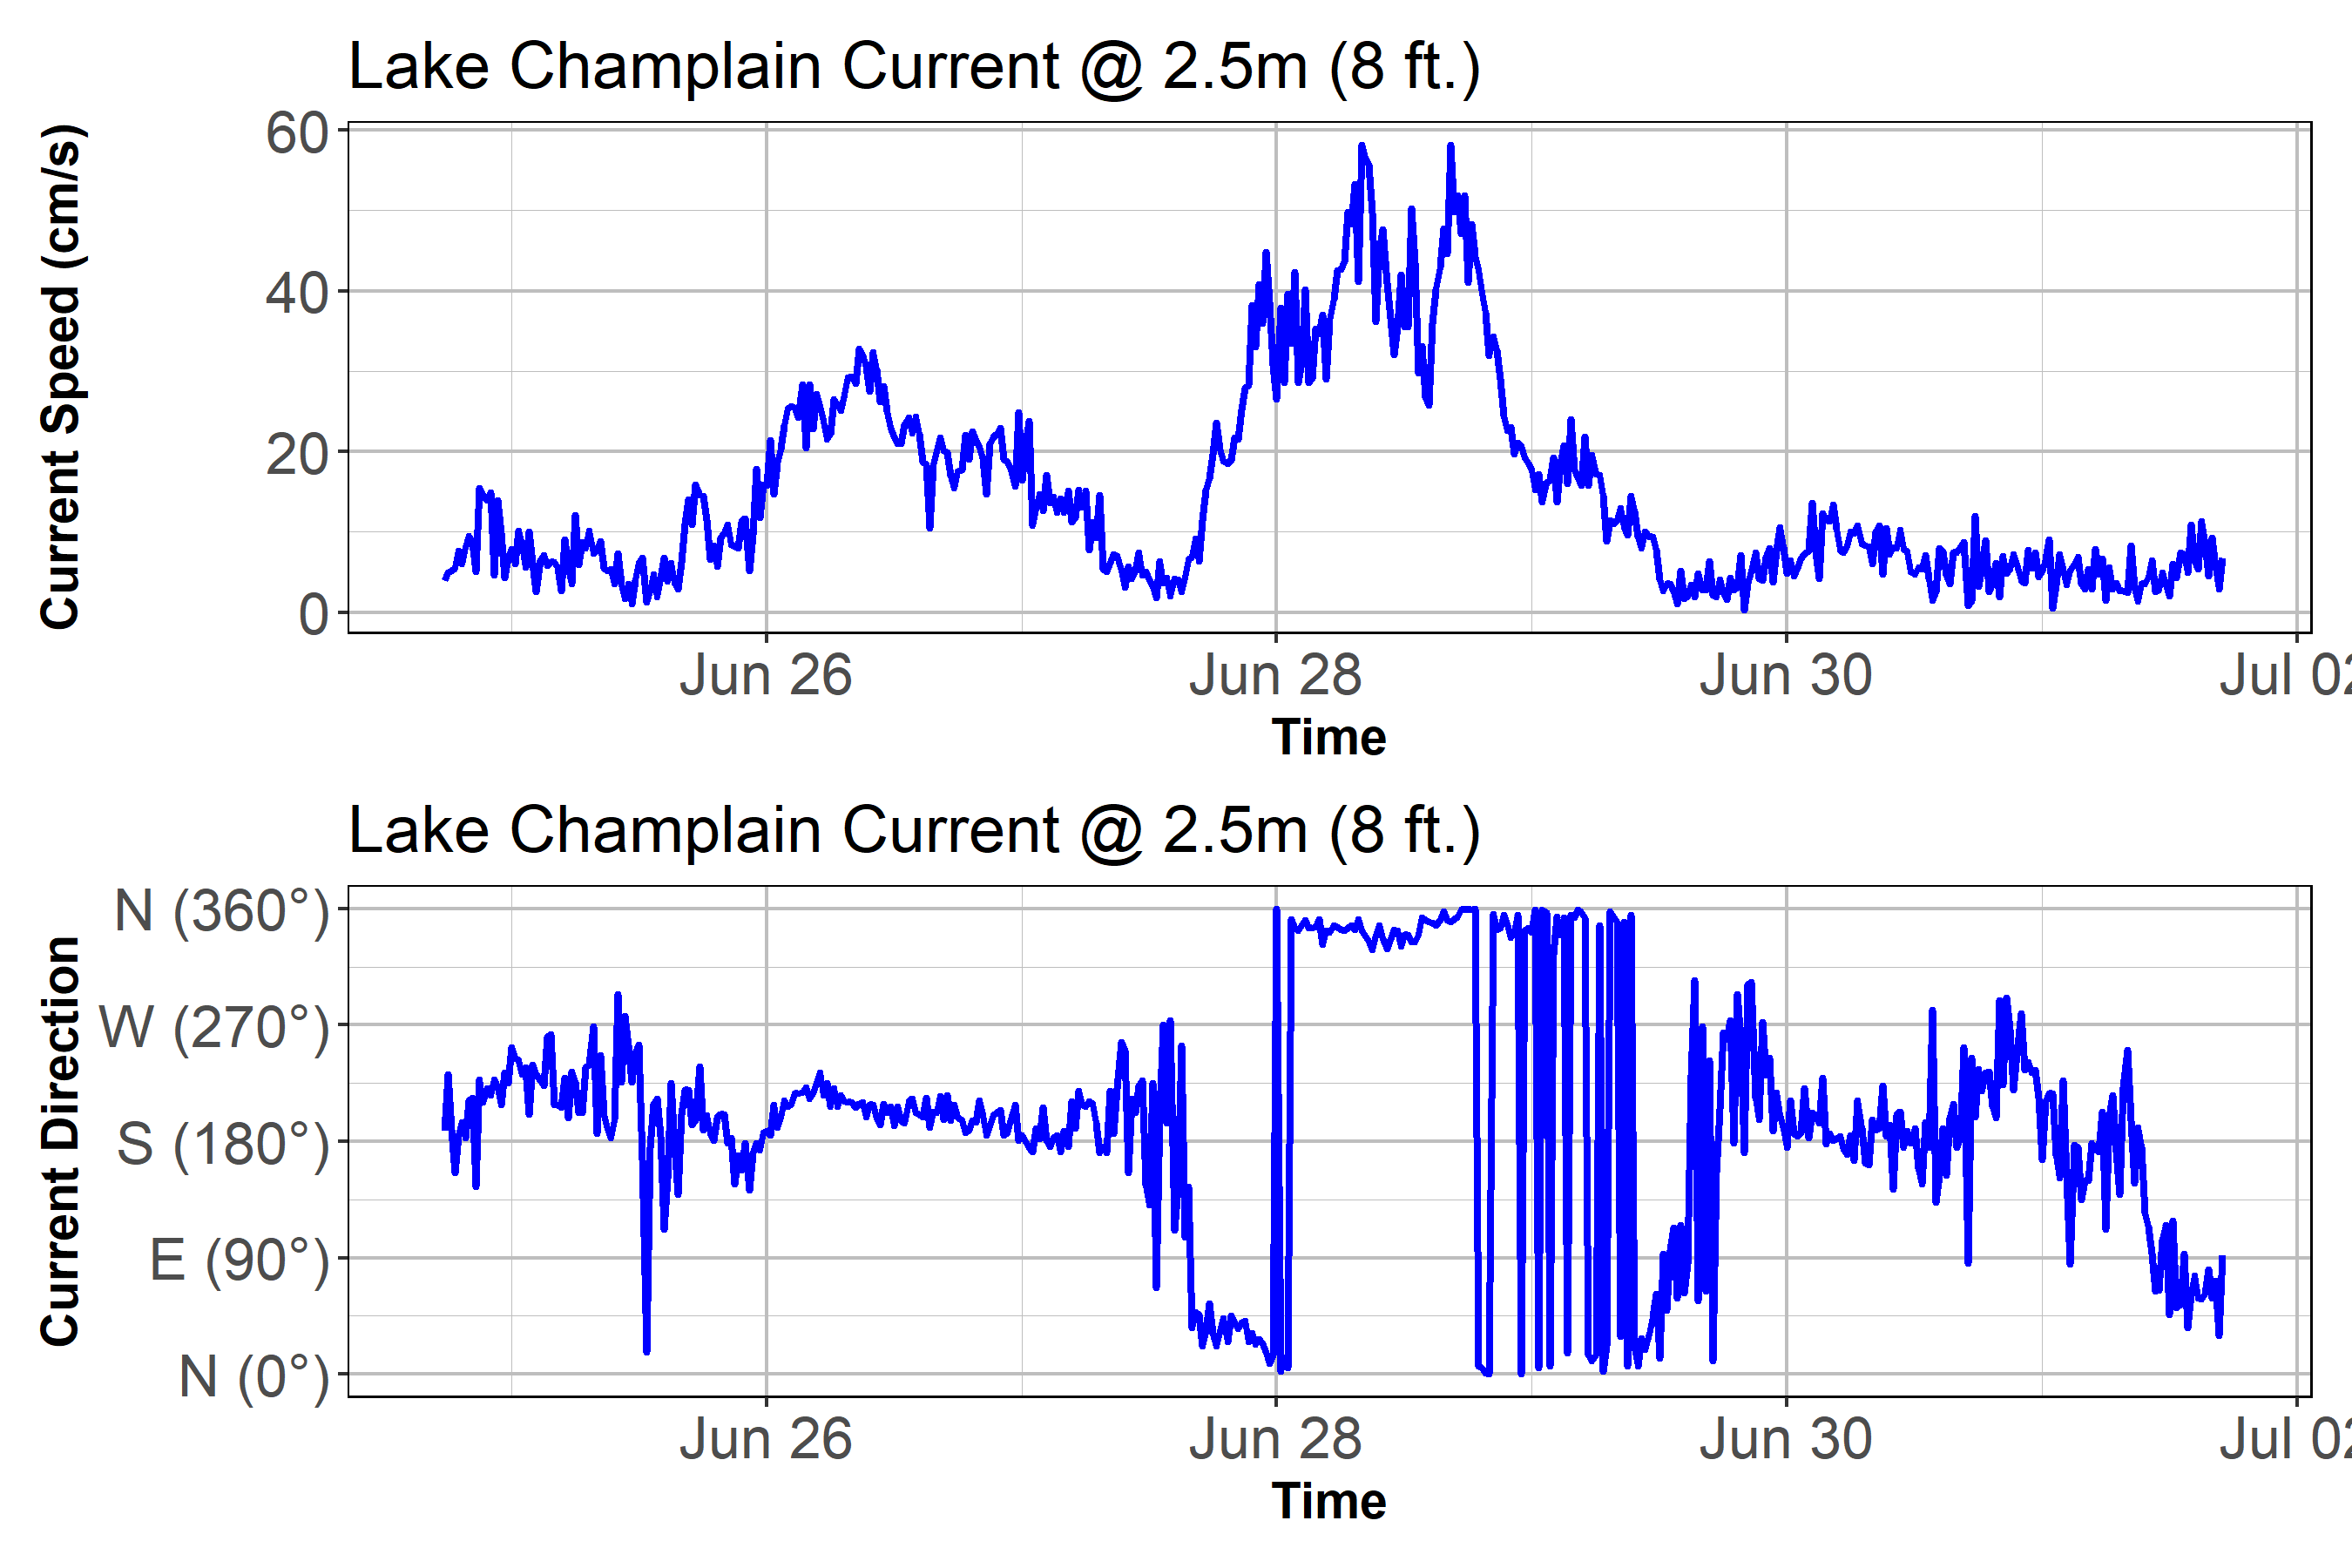 Lake Champlain Current @ 2.5m (8 ft.)
Current Speed (cm/s)
60
40
20
0
Jun 26 Jun 28 Jun 30 Jul 02
Time
Lake Champlain Current @ 2.5m (8 ft.)
Current Direction
N (360°)
W (270°)
S (180°)
E (90°)
N (0°)
Jun 26 Jun 28 Jun 30 Jul 02
Time